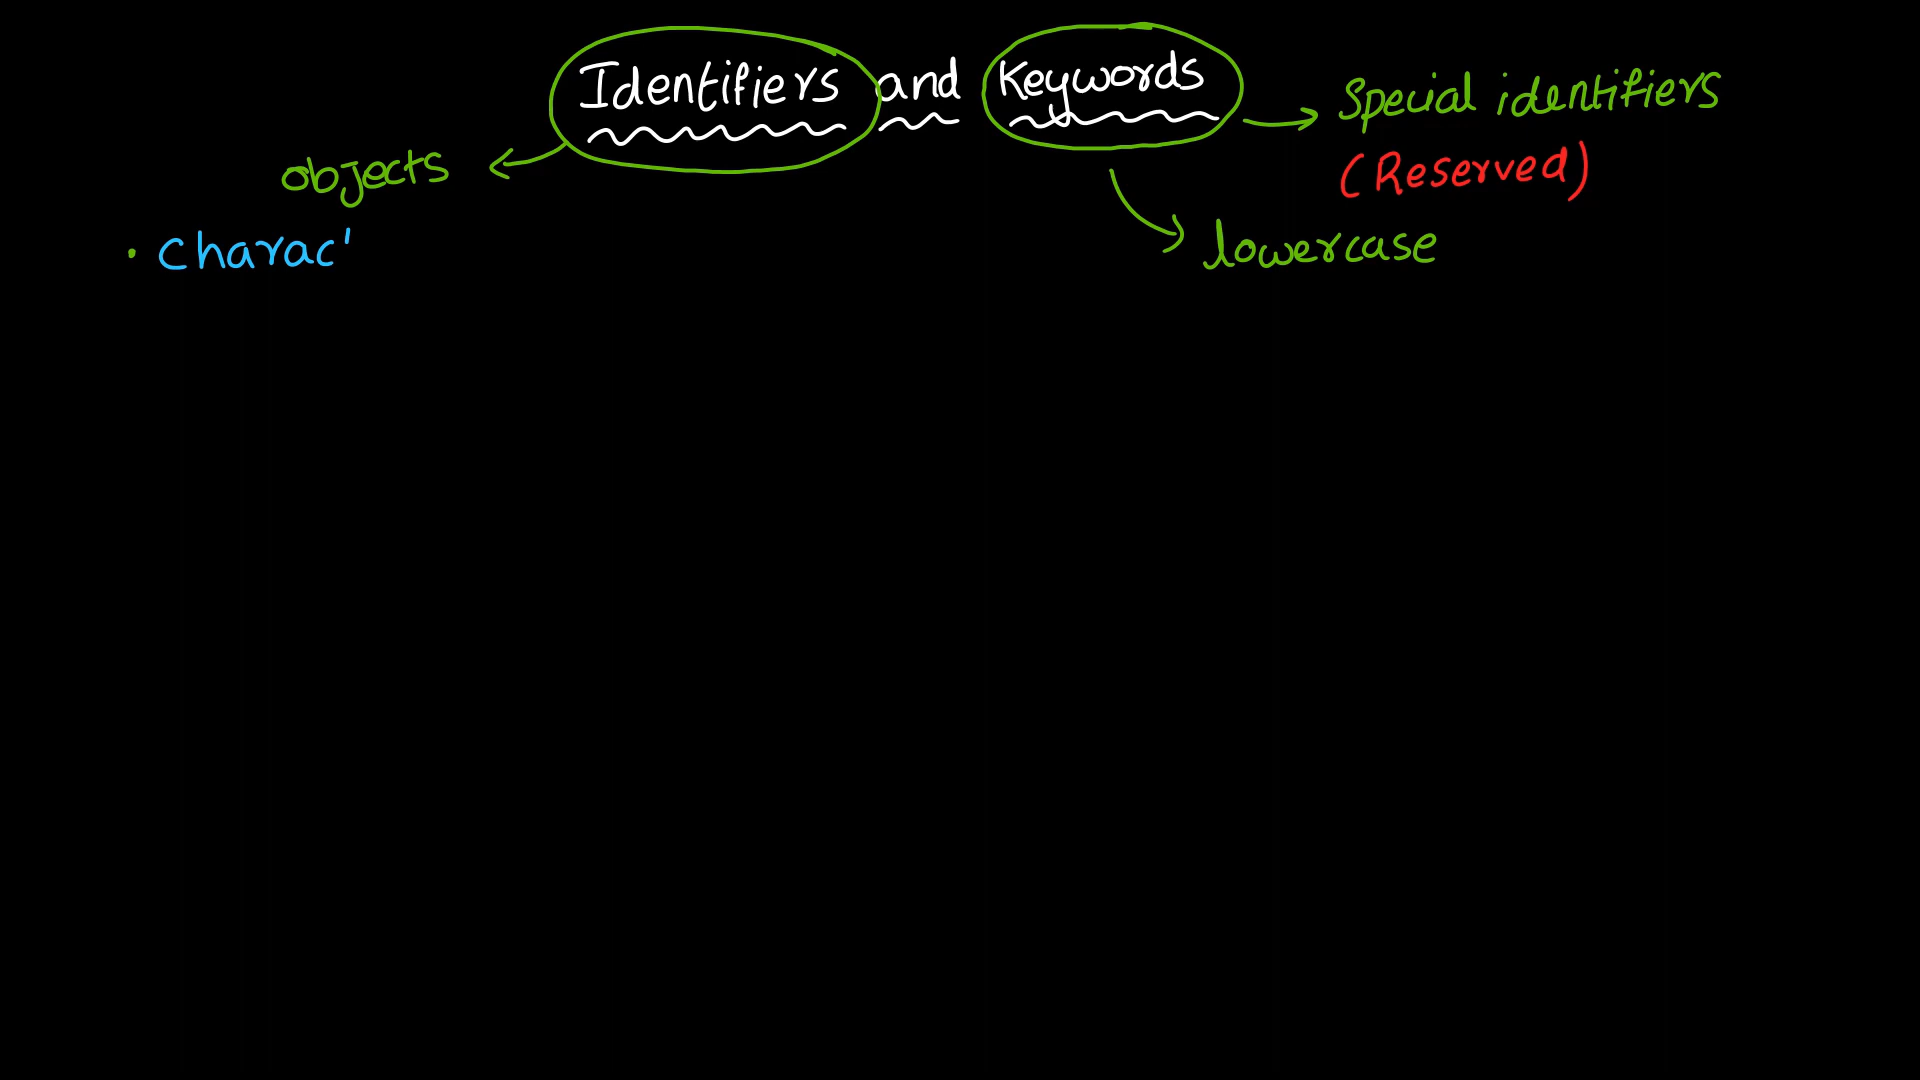 Identifiers and Keywords
Special identifiers
(Reserved)
objects
lowercase
· Charac'